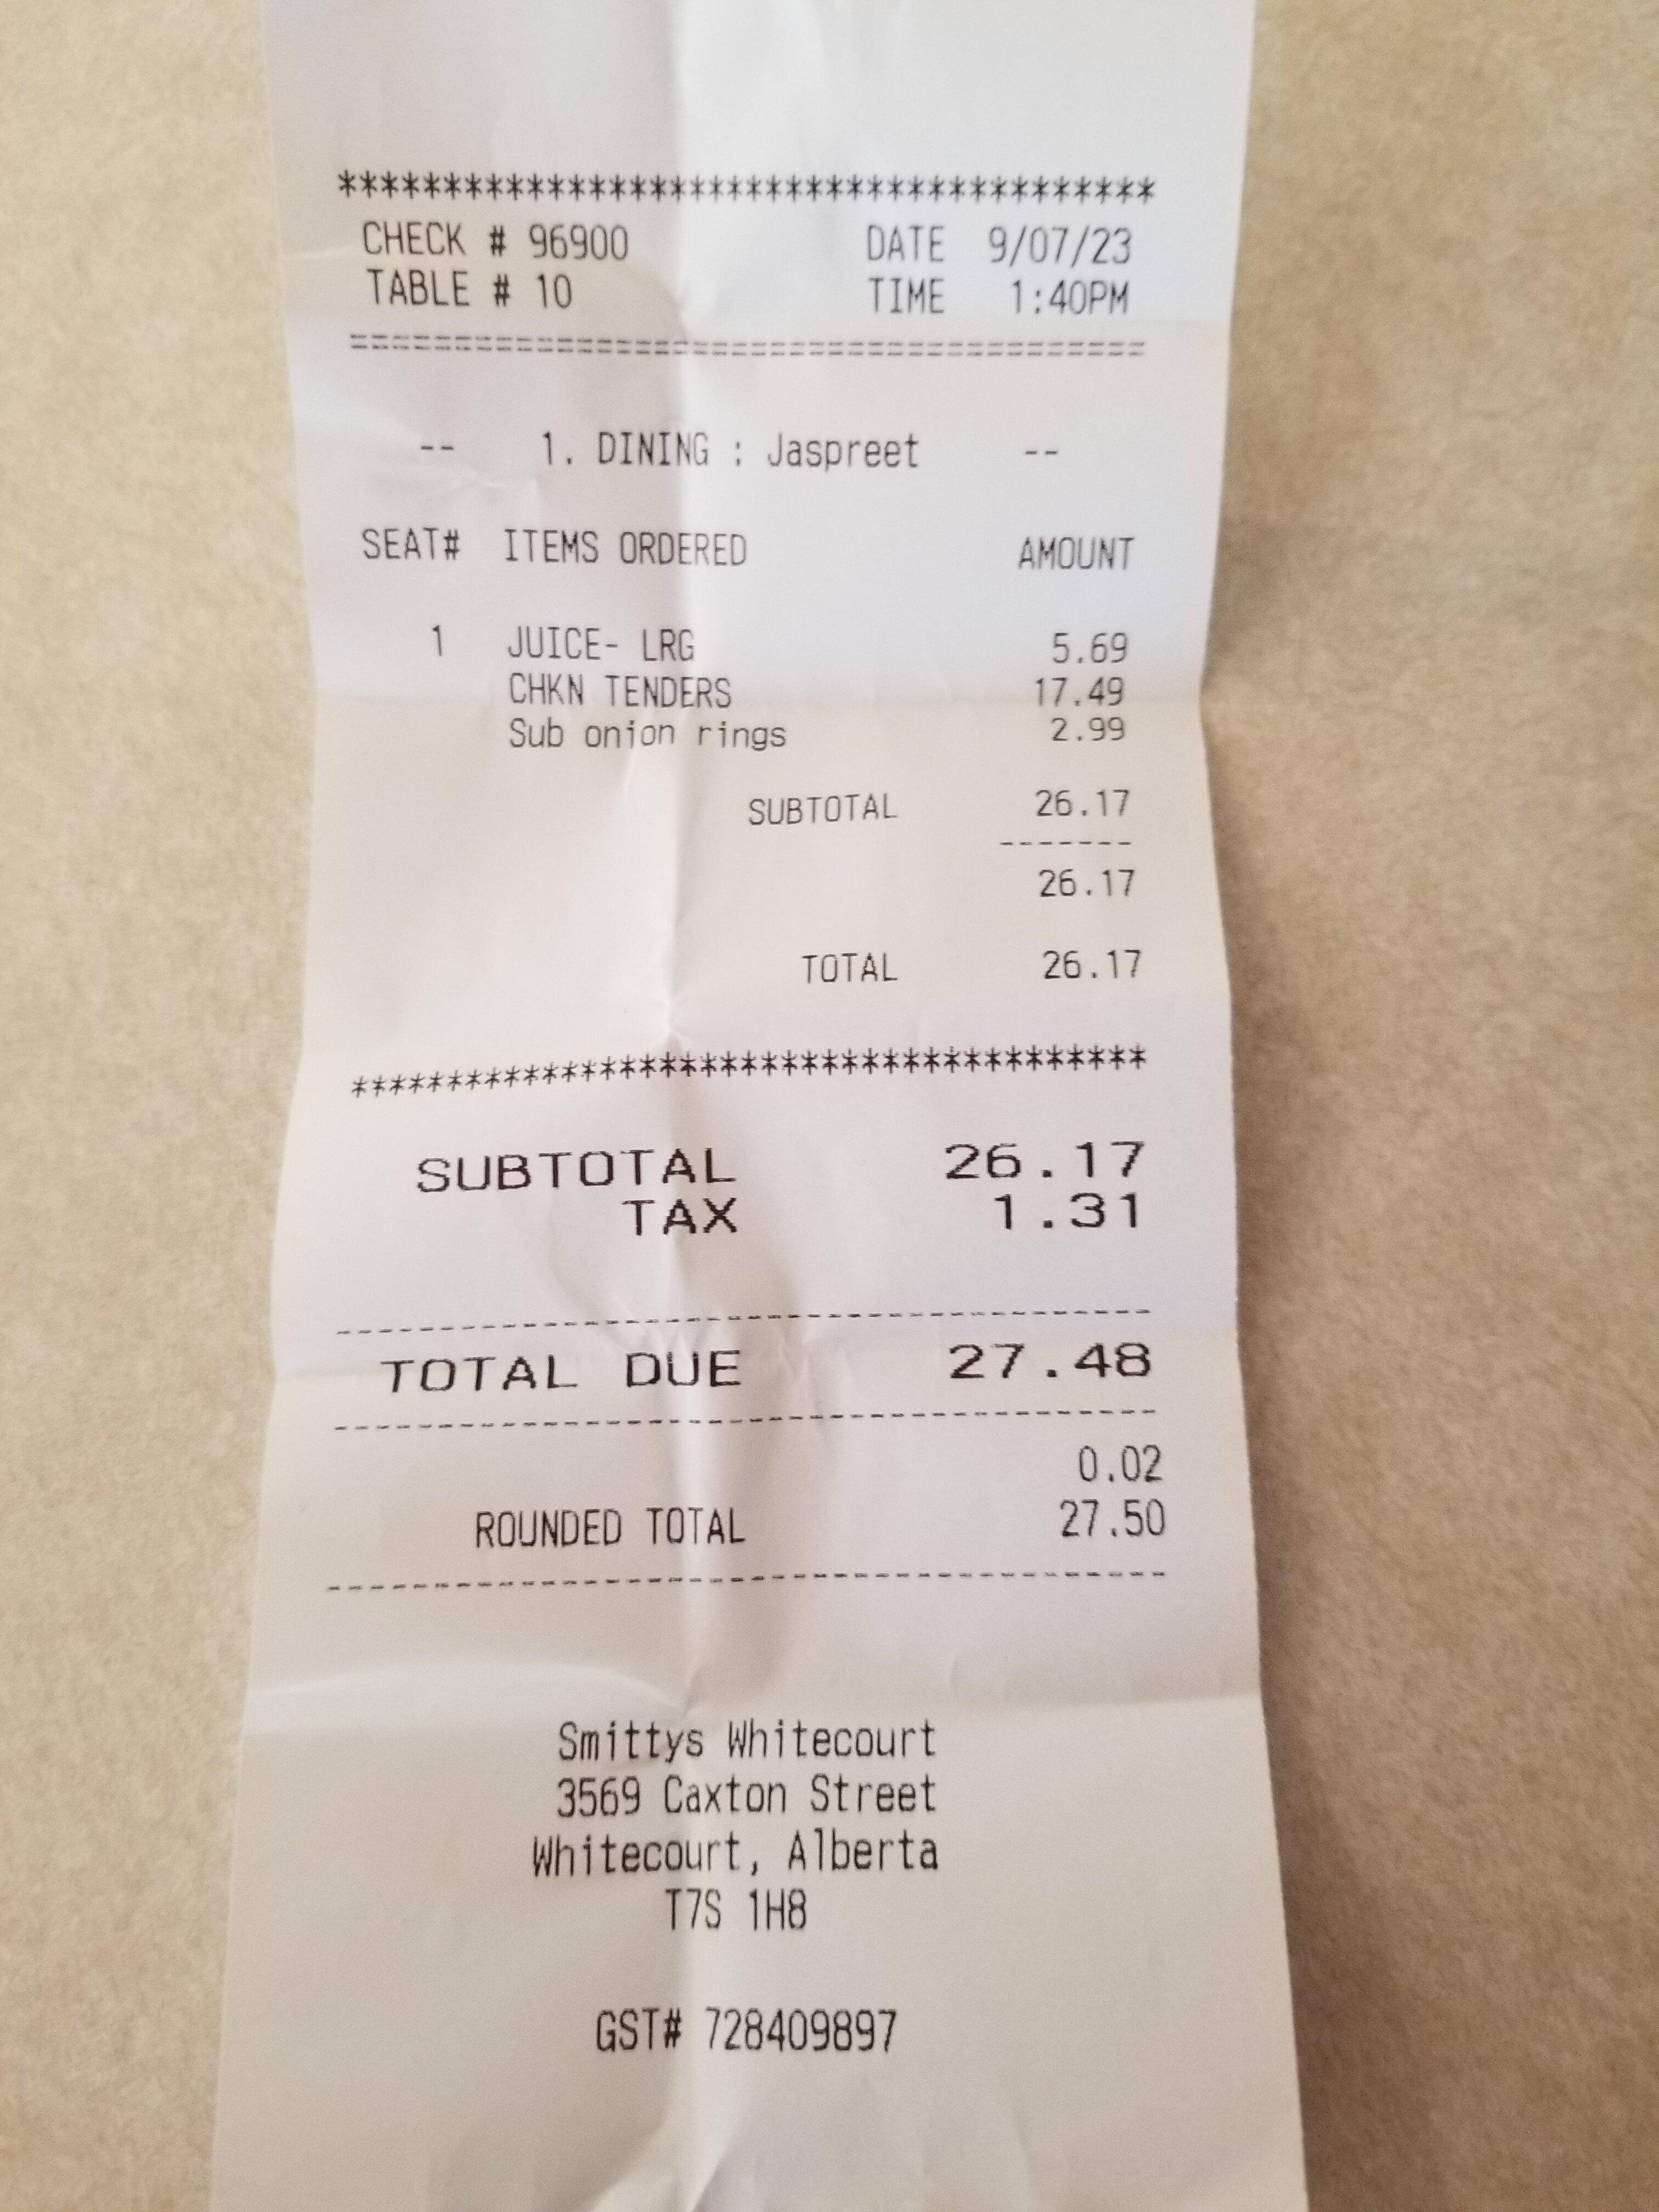 ****************************************
CHECK # 96900 DATE 9/07/23
TABLE # 10 TIME 1:40PM
========================================
-- 1. DINING : Jaspreet --
SEAT# ITEMS ORDERED AMOUNT
1 JUICE- LRG 5.69
CHKN TENDERS 17.49
Sub onion rings 2.99
SUBTOTAL 26.17
-------
26.17
TOTAL 26.17
****************************************
SUBTOTAL 26.17
TAX 1.31
----------------------------------------
TOTAL DUE 27.48
----------------------------------------
0.02
ROUNDED TOTAL 27.50
----------------------------------------
Smittys Whitecourt
3569 Caxton Street
Whitecourt, Alberta
T7S 1H8
GST# 728409897